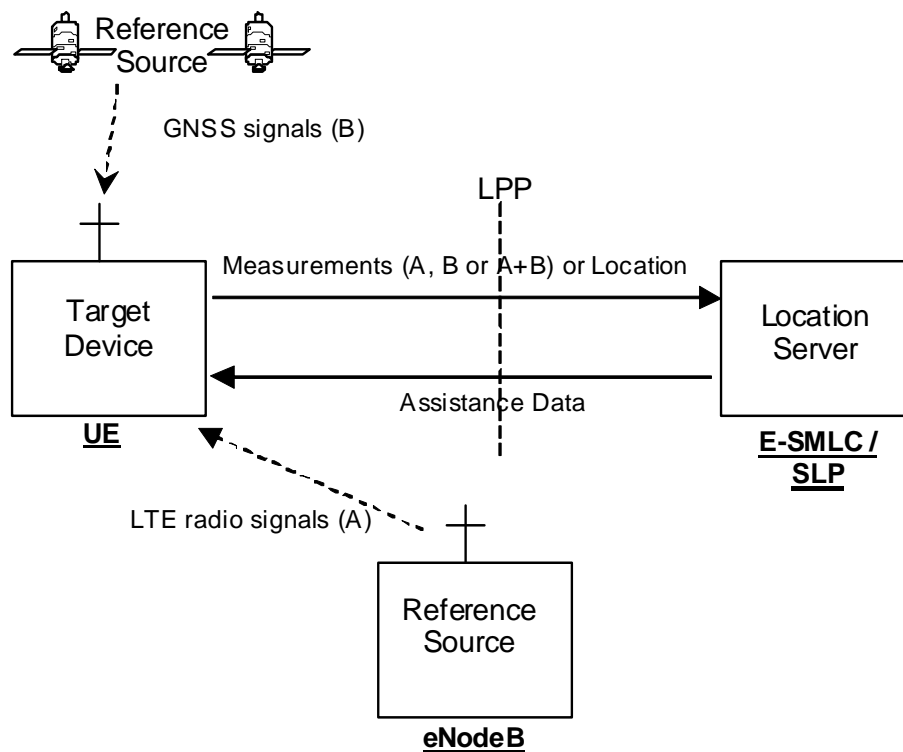 Reference
Source
GNSS signals (B)
LPP
Measurements (A, B or A+B) or Location
Target
Device
Location
Server
Assistance Data
UE
E-SMLC /
SLP
LTE radio signals (A)
Reference
Source
eNodeB